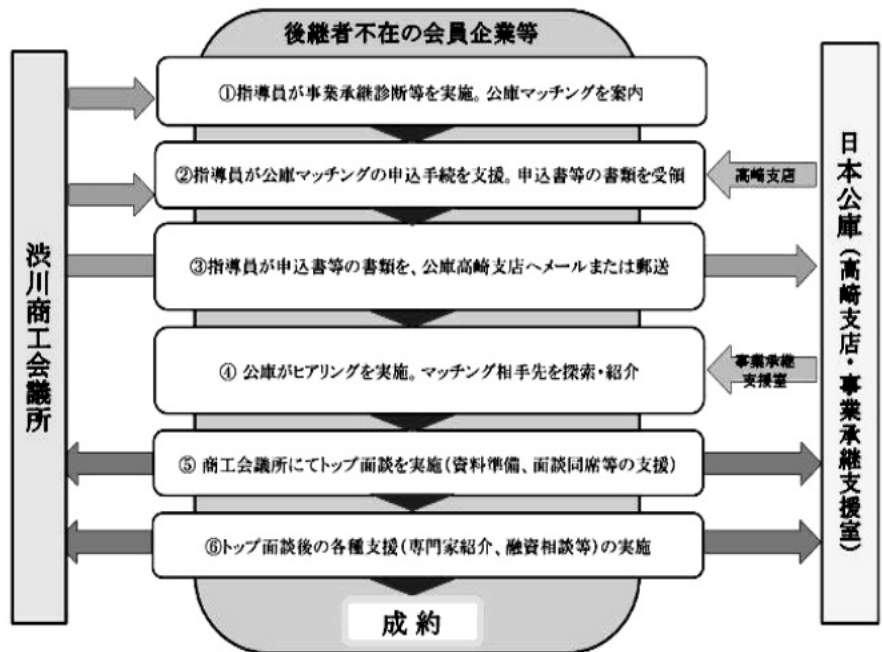 後継者不在の会員企業等
渋川商工会議所
日本公庫(高崎支店・事業承継支援室)
①指導員が事業承継診断等を実施。公庫マッチングを案内
②指導員が公庫マッチングの申込手続を支援。申込書等の書類を受領
高崎支店
③指導員が申込書等の書類を、公庫高崎支店へメールまたは郵送
④ 公庫がヒアリングを実施。マッチング相手先を探索・紹介
事業承継
支援室
⑤ 商工会議所にてトップ面談を実施(資料準備、面談同席等の支援)
⑥トップ面談後の各種支援(専門家紹介、融資相談等)の実施
成約